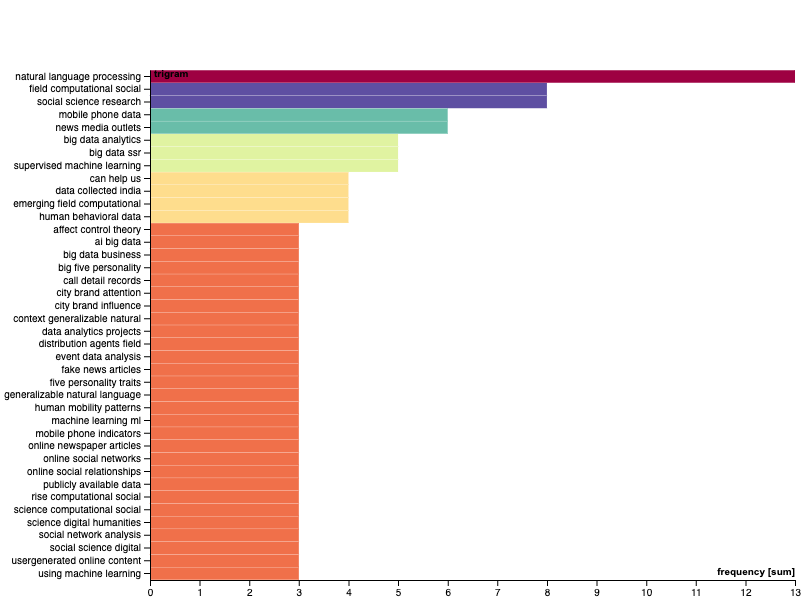 trigram
natural language processing
field computational social
social science research
mobile phone data
news media outlets
big data analytics
big data ssr
supervised machine learning
can help us
data collected india
emerging field computational
human behavioral data
affect control theory
ai big data
big data business
big five personality
call detail records
city brand attention
city brand influence
context generalizable natural
data analytics projects
distribution agents field
event data analysis
fake news articles
five personality traits
generalizable natural language
human mobility patterns
machine learning ml
mobile phone indicators
online newspaper articles
online social networks
online social relationships
publicly available data
rise computational social
science computational social
science digital humanities
social network analysis
social science digital
usergenerated online content
using machine learning
frequency [sum]
0 1 2 3 4 5 6 7 8 9 10 11 12 13